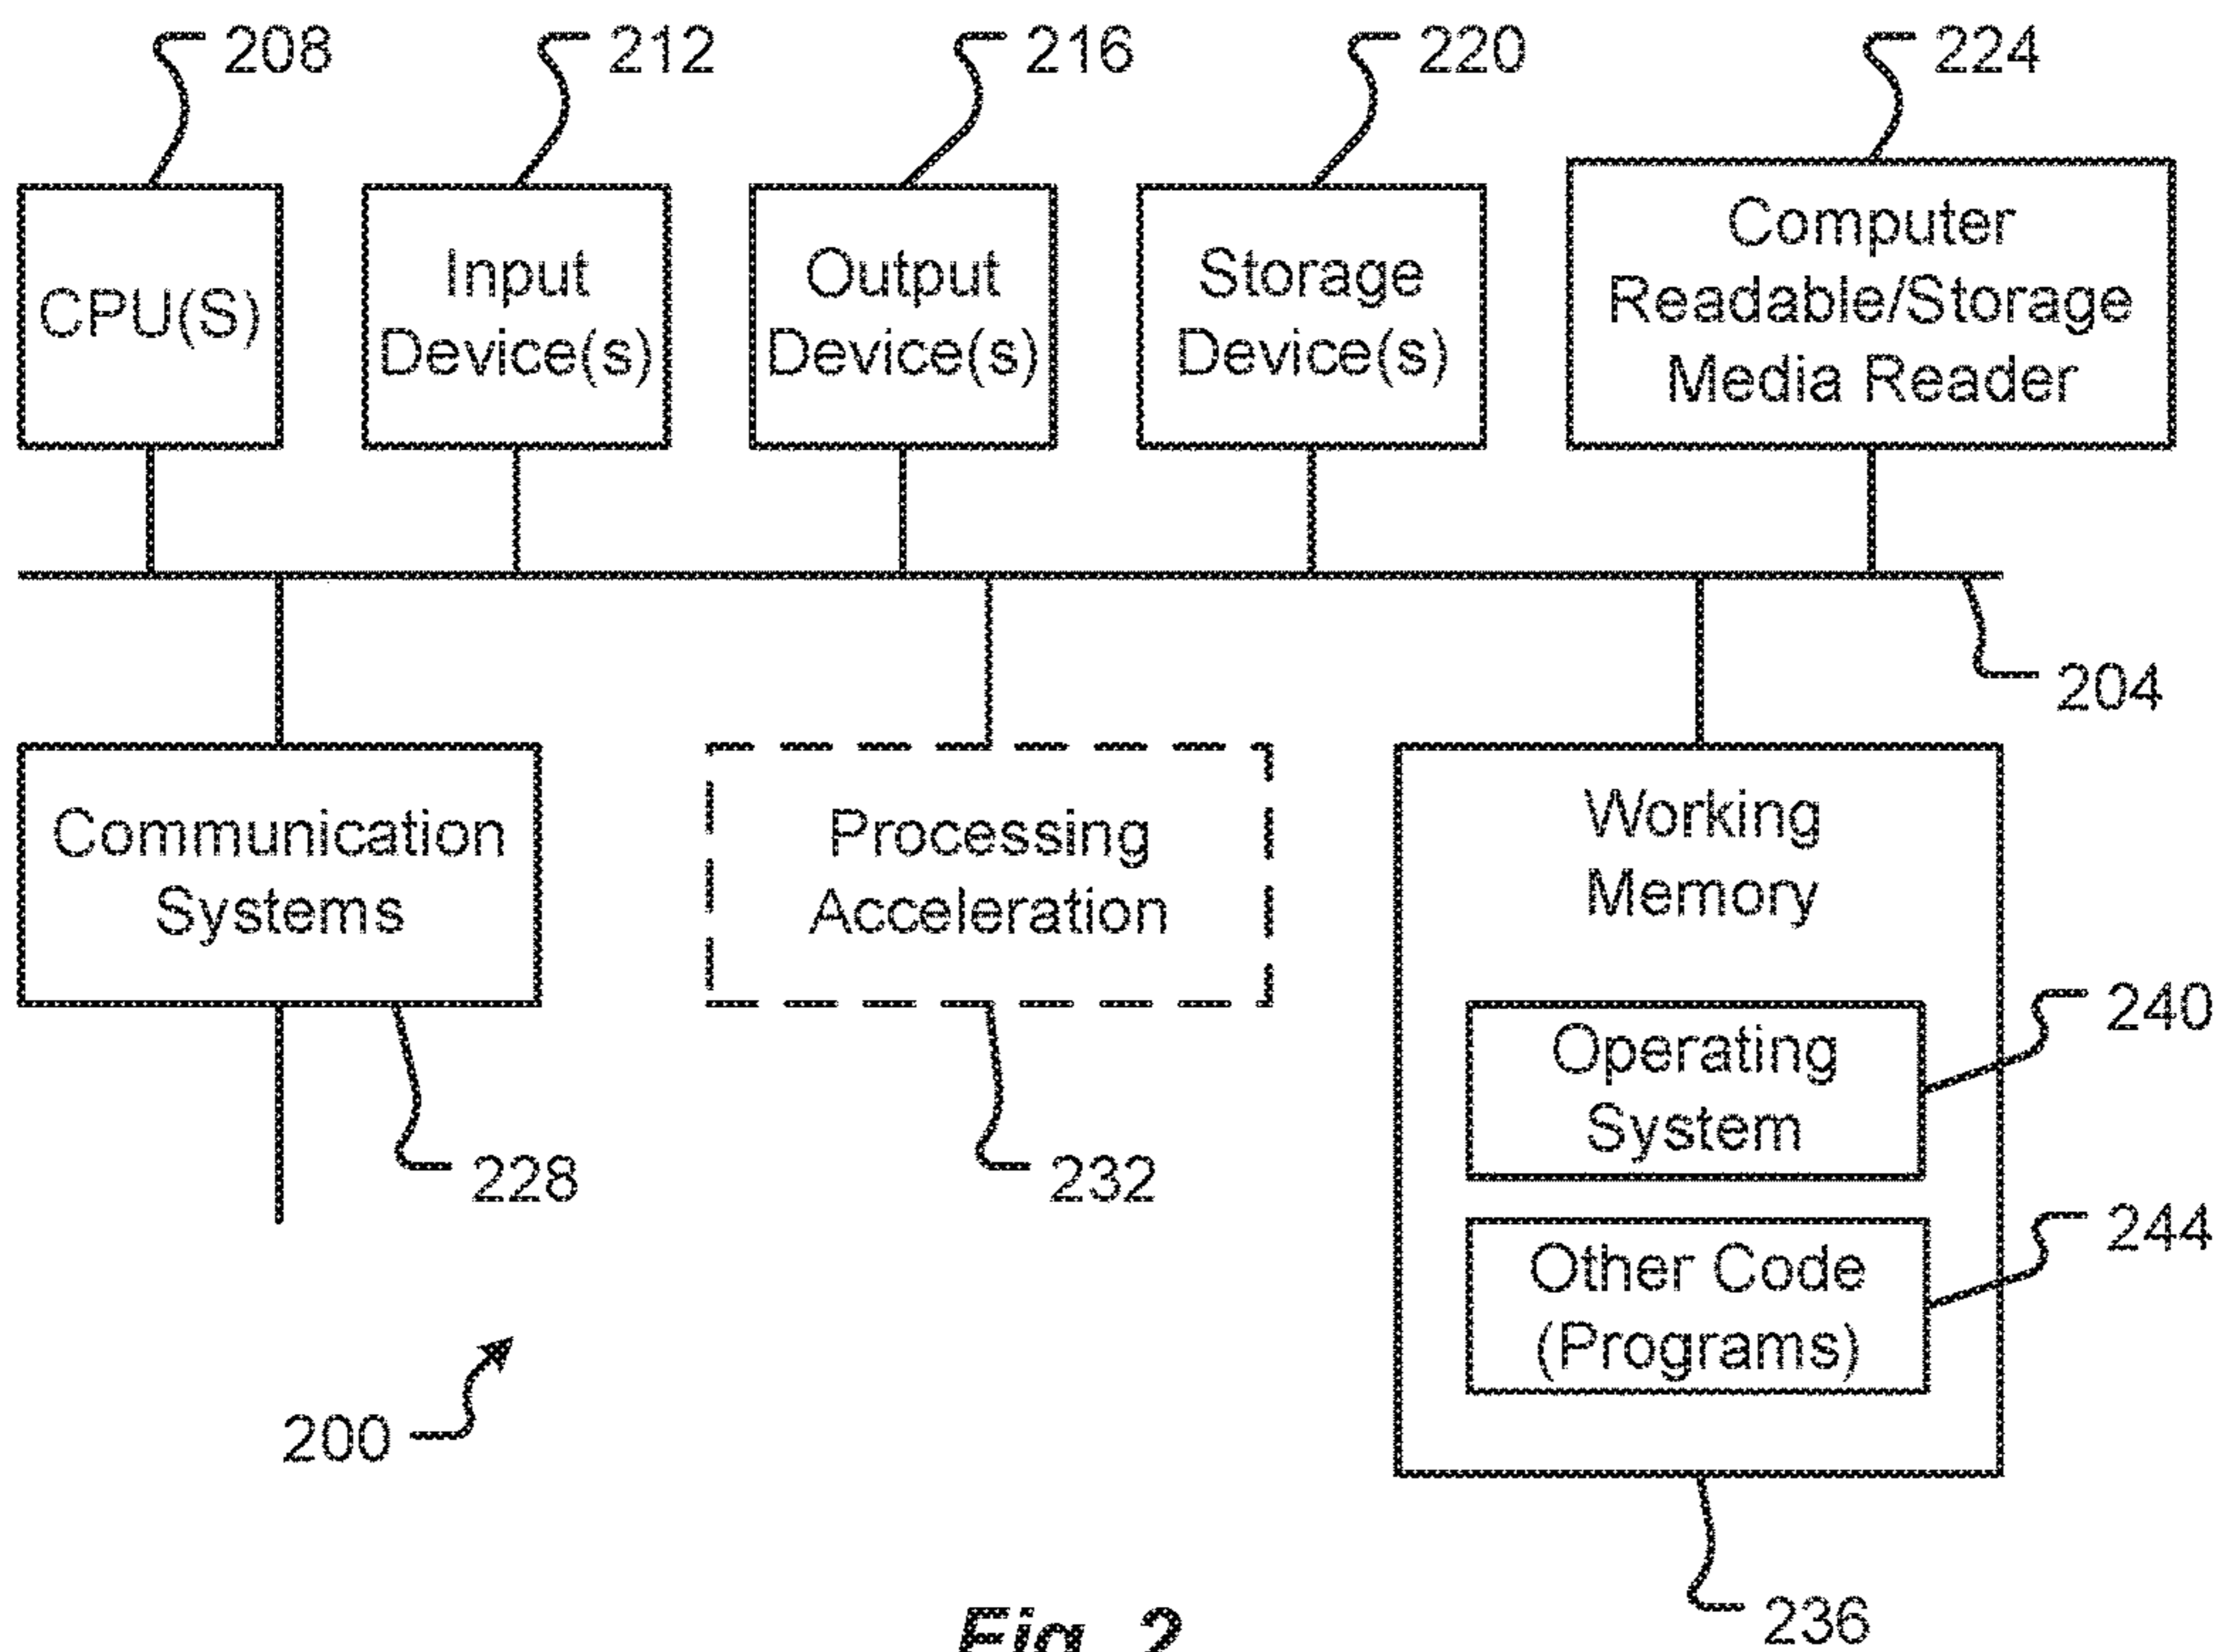 208
212
216
220
224
CPU(S)
Input
Device(s)
Output
Device(s)
Storage
Device(s)
Computer
Readable/Storage
Media Reader
204
Communication
Systems
Processing
Acceleration
Working
Memory
228
232
Operating
System
240
Other Code
(Programs)
244
200
236
Fig. 2